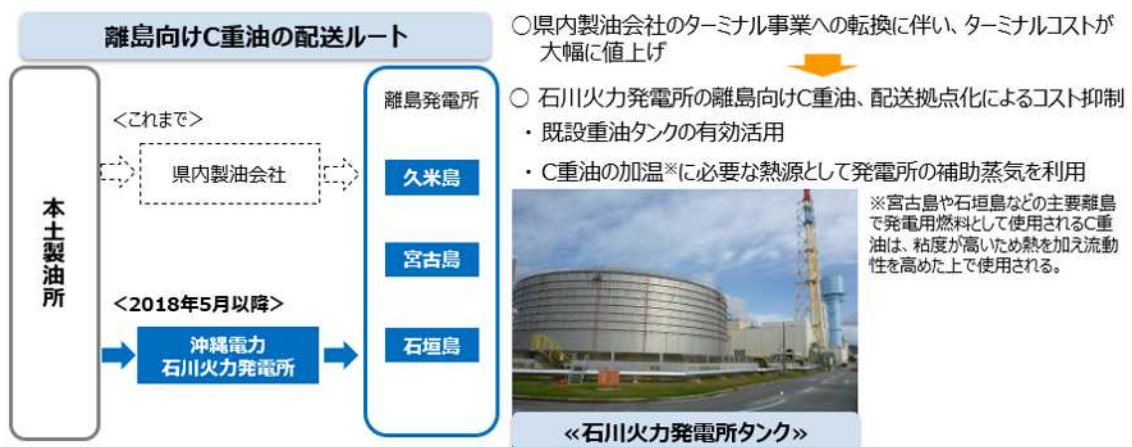 離島向けC重油の配送ルート
本土製油所
<これまで>
県内製油会社
<2018年5月以降>
沖縄電力
石川火力発電所
離島発電所
久米島
宮古島
石垣島
○県内製油会社のターミナル事業への転換に伴い、ターミナルコストが
大幅に値上げ
○ 石川火力発電所の離島向けC重油、配送拠点化によるコスト抑制
・ 既設重油タンクの有効活用
・ C重油の加温※に必要な熱源として発電所の補助蒸気を利用
※宮古島や石垣島などの主要離島
で発電用燃料として使用されるC重
油は、粘度が高いため熱を加え流動
性を高めた上で使用される。
≪石川火力発電所タンク≫